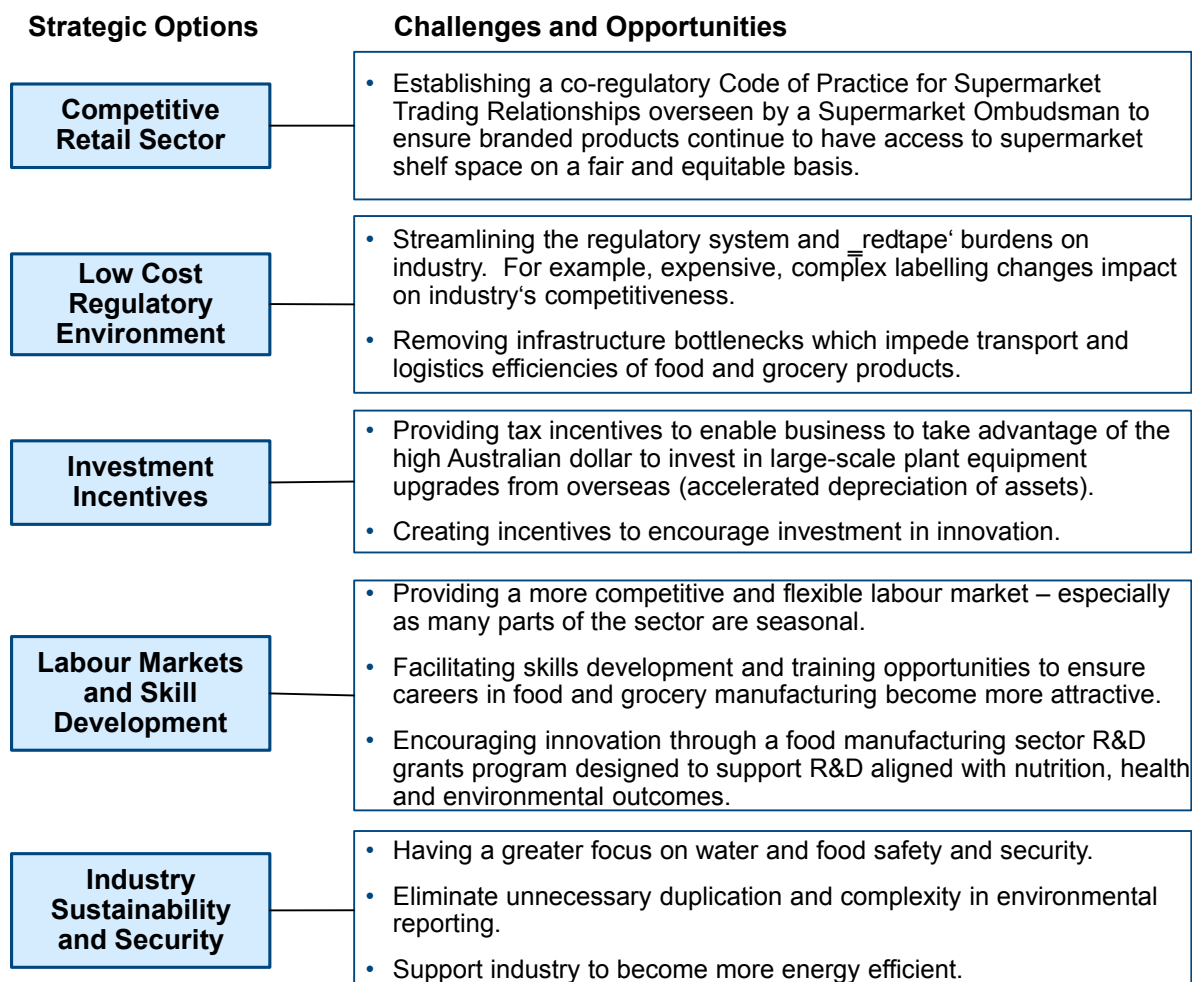 Strategic Options
Challenges and Opportunities
Competitive
Retail Sector
• Establishing a co-regulatory Code of Practice for Supermarket
Trading Relationships overseen by a Supermarket Ombudsman to
ensure branded products continue to have access to supermarket
shelf space on a fair and equitable basis.
Low Cost
Regulatory
Environment
• Streamlining the regulatory system and ‗redtape‘ burdens on
industry. For example, expensive, complex labelling changes impact
on industry‘s competitiveness.
• Removing infrastructure bottlenecks which impede transport and
logistics efficiencies of food and grocery products.
Investment
Incentives
• Providing tax incentives to enable business to take advantage of the
high Australian dollar to invest in large-scale plant equipment
upgrades from overseas (accelerated depreciation of assets).
• Creating incentives to encourage investment in innovation.
Labour Markets
and Skill
Development
• Providing a more competitive and flexible labour market – especially
as many parts of the sector are seasonal.
• Facilitating skills development and training opportunities to ensure
careers in food and grocery manufacturing become more attractive.
• Encouraging innovation through a food manufacturing sector R&D
grants program designed to support R&D aligned with nutrition, health
and environmental outcomes.
Industry
Sustainability
and Security
• Having a greater focus on water and food safety and security.
• Eliminate unnecessary duplication and complexity in environmental
reporting.
• Support industry to become more energy efficient.